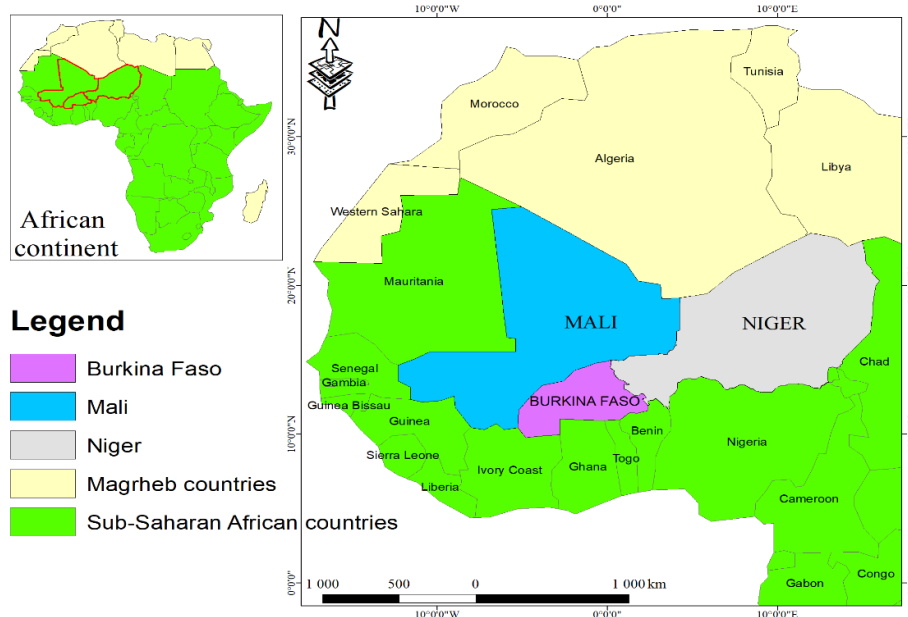 African
continent
Legend
Burkina Faso
Mali
Niger
Magrheb countries
Sub-Saharan African countries
10°0'0"W
0°0'0"
10°0'0"E
N
Tunisia
Morocco
Algeria
Libya
Western Sahara
Mauritania
MALI
NIGER
Chad
Senegal
Gambia
BURKINA FASO
Guinea Bissau
Guinea
Benin
Nigeria
Sierra Leone
Ivory Coast
Ghana
Togo
Liberia
Cameroon
Gabon
Congo
30°0'0"N
20°0'0"N
10°0'0"N
0°0'0"
1 000
500
0
1 000 km
10°0'0"W
0°0'0"
10°0'0"E